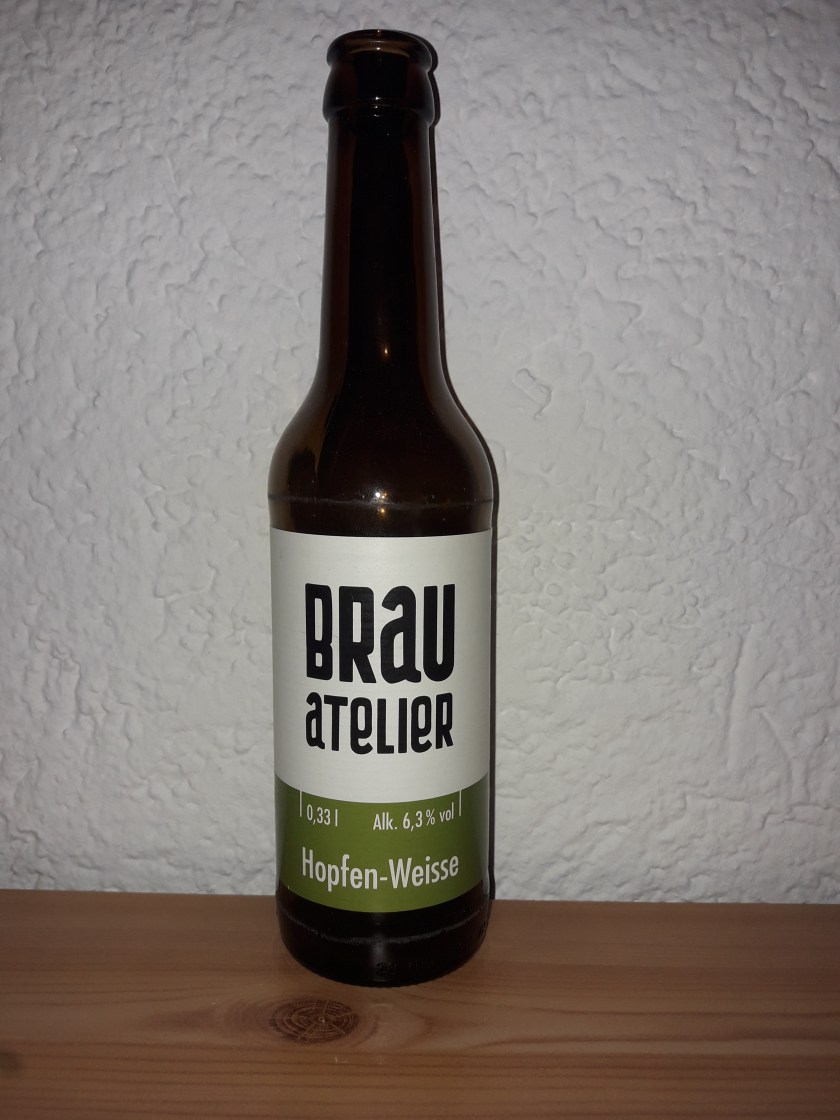 BRaU
aTeLIeR
0,33 l Alk. 6,3 % vol
Hopfen-Weisse